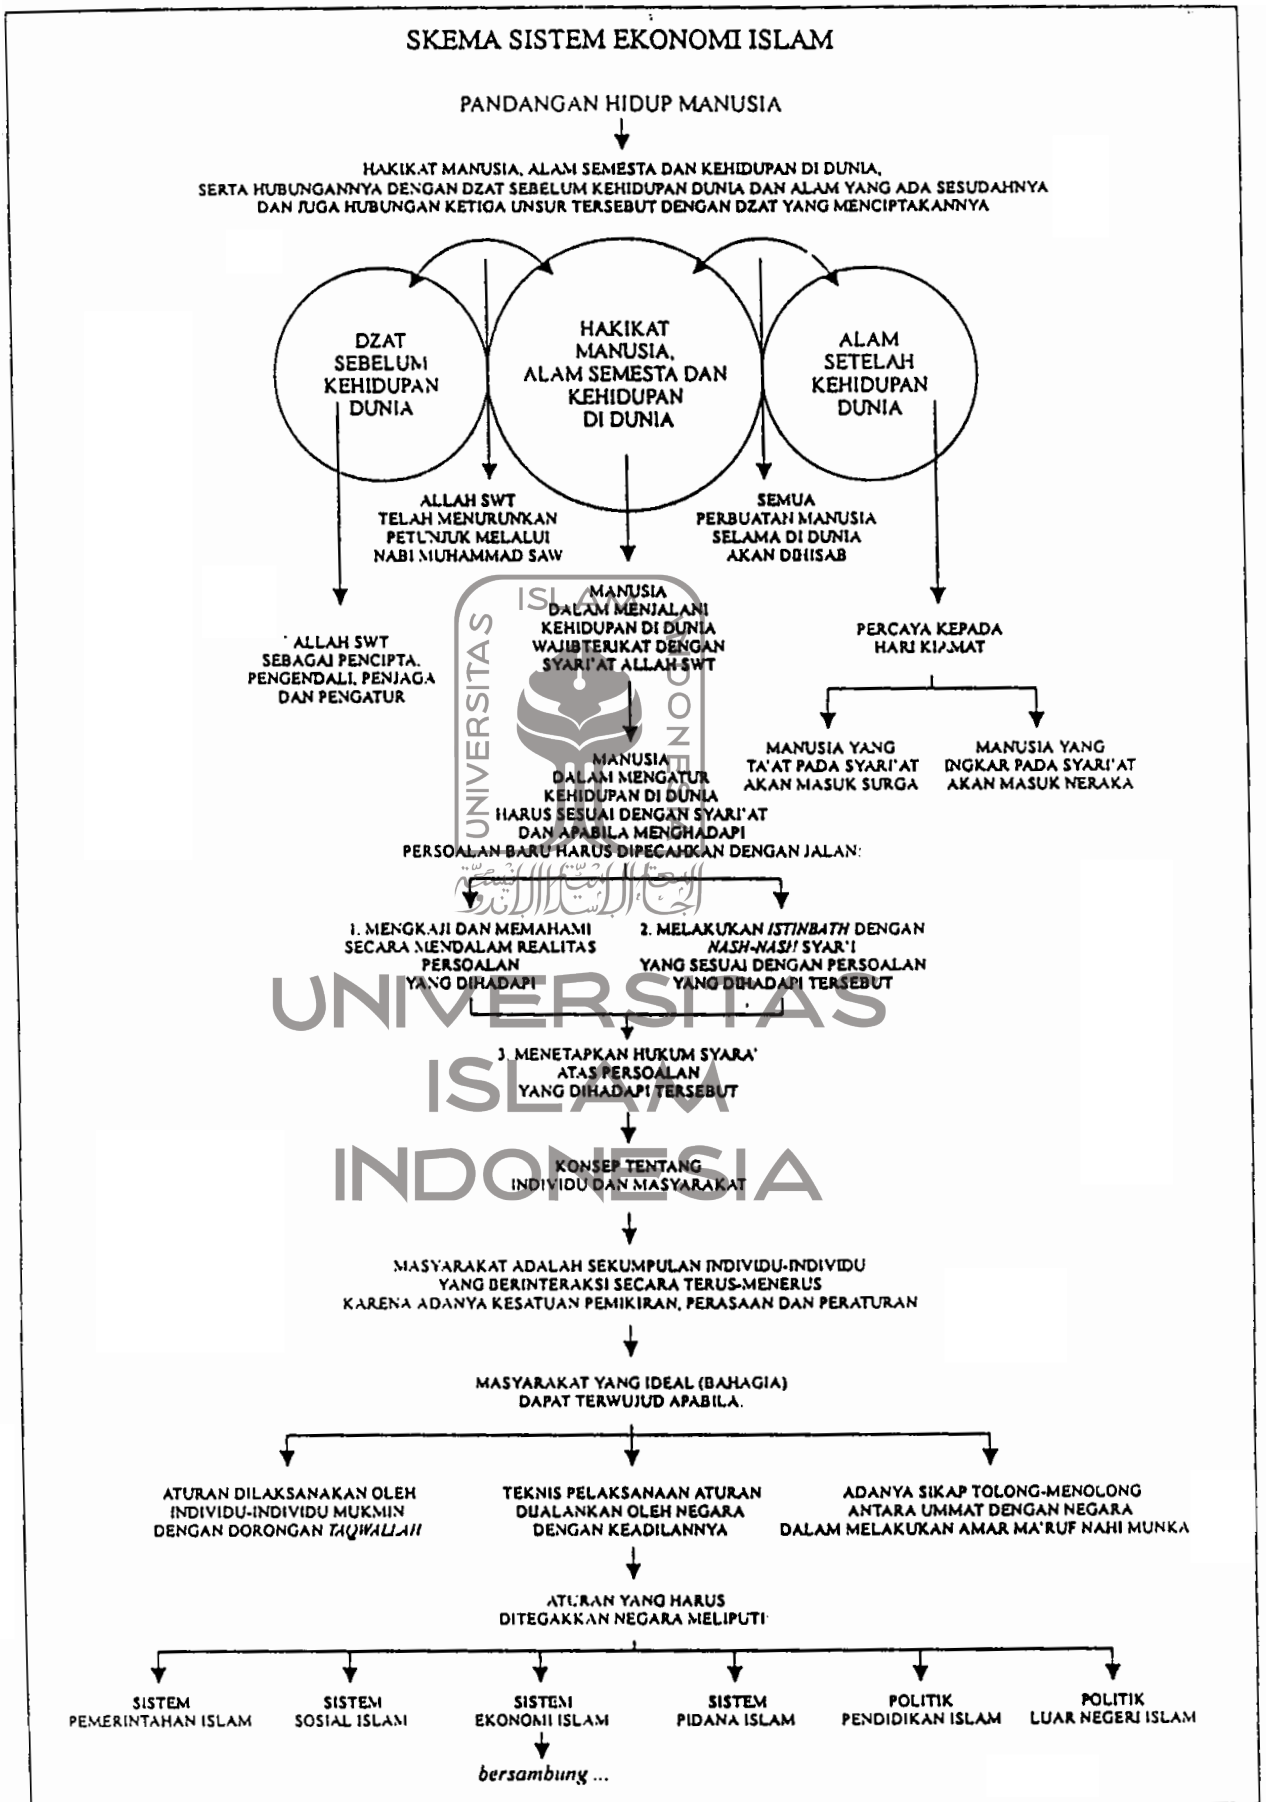 SKEMA SISTEM EKONOMI ISLAM
PANDANGAN HIDUP MANUSIA
HAKIKAT MANUSIA, ALAM SEMESTA DAN KEHIDUPAN DI DUNIA,
SERTA HUBUNGANNYA DENGAN DZAT SEBELUM KEHIDUPAN DUNIA DAN ALAM YANG ADA SESUDAHNYA
DAN JUGA HUBUNGAN KETIGA UNSUR TERSEBUT DENGAN DZAT YANG MENCIPTAKANNYA
DZAT
SEBELUM
KEHIDUPAN
DUNIA
HAKIKAT
MANUSIA,
ALAM SEMESTA DAN
KEHIDUPAN
DI DUNIA
ALAM
SETELAH
KEHIDUPAN
DUNIA
ALLAH SWT
TELAH MENURUNKAN
PETUNJUK MELALUI
NABI MUHAMMAD SAW
SEMUA
PERBUATAN MANUSIA
SELAMA DI DUNIA
AKAN DIHISAB
ALLAH SWT
SEBAGAI PENCIPTA,
PENGENDALI, PENJAGA
DAN PENGATUR
MANUSIA
DALAM MENJALANI
KEHIDUPAN DI DUNIA
WAJIB TERIKAT DENGAN
SYARI'AT ALLAH SWT
PERCAYA KEPADA
HARI KIAMAT
MANUSIA YANG
TA'AT PADA SYARI'AT
AKAN MASUK SURGA
MANUSIA YANG
INGKAR PADA SYARI'AT
AKAN MASUK NERAKA
MANUSIA
DALAM MENGATUR
KEHIDUPAN DI DUNIA
HARUS SESUAI DENGAN SYARI'AT
DAN APABILA MENGHADAPI
PERSOALAN BARU HARUS DIPECAHKAN DENGAN JALAN:
1. MENGKAJI DAN MEMAHAMI
SECARA MENDALAM REALITAS
PERSOALAN
YANG DIHADAPI
2. MELAKUKAN ISTINBATH DENGAN
NASH-NASH SYAR'I
YANG SESUAI DENGAN PERSOALAN
YANG DIHADAPI TERSEBUT
3. MENETAPKAN HUKUM SYARA'
ATAS PERSOALAN
YANG DIHADAPI TERSEBUT
KONSEP TENTANG
INDIVIDU DAN MASYARAKAT
MASYARAKAT ADALAH SEKUMPULAN INDIVIDU-INDIVIDU
YANG BERINTERAKSI SECARA TERUS-MENERUS
KARENA ADANYA KESATUAN PEMIKIRAN, PERASAAN DAN PERATURAN
MASYARAKAT YANG IDEAL (BAHAGIA)
DAPAT TERWUJUD APABILA.
ATURAN DILAKSANAKAN OLEH
INDIVIDU-INDIVIDU MUKMIN
DENGAN DORONGAN TAQWALLAH
TEKNIS PELAKSANAAN ATURAN
DIJALANKAN OLEH NEGARA
DENGAN KEADILANNYA
ADANYA SIKAP TOLONG-MENOLONG
ANTARA UMMAT DENGAN NEGARA
DALAM MELAKUKAN AMAR MA'RUF NAHI MUNKA
ATURAN YANG HARUS
DITEGAKKAN NEGARA MELIPUTI
SISTEM
PEMERINTAHAN ISLAM
SISTEM
SOSIAL ISLAM
SISTEM
EKONOMI ISLAM
SISTEM
PIDANA ISLAM
POLITIK
PENDIDIKAN ISLAM
POLITIK
LUAR NEGERI ISLAM
bersambung ...
UNIVERSITAS
ISLAM
INDONESIA
UNIVERSITAS
ISLAM
INDONESIA